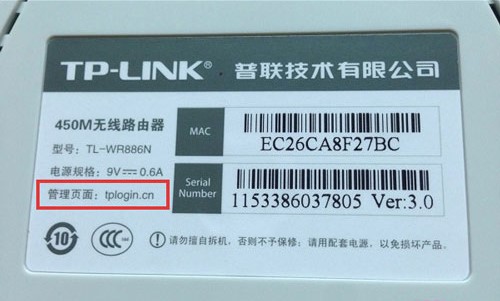 TP-LINK® 普联技术有限公司
450M无线路由器
型号：TL-WR886N
电源规格：9V⎓0.6A
管理页面：tplogin.cn
MAC
EC26CA8F27BC
Serial
Number
1153386037805 Ver:3.0
10
CCC
请勿擅自拆机，否则不予保修；请用配套电源，以免损坏产品。